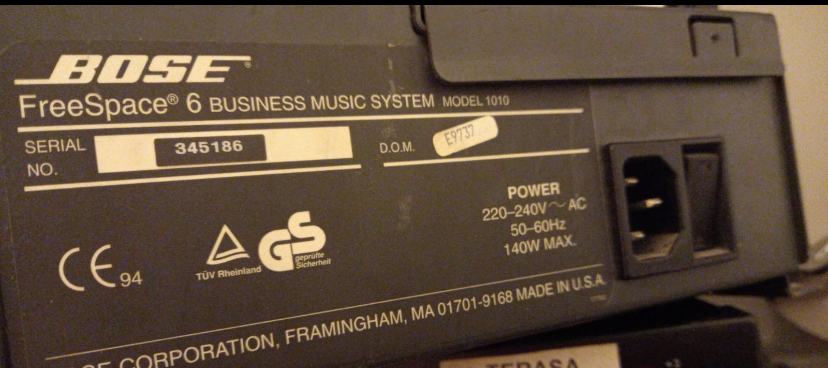 BOSE®
FreeSpace® 6 BUSINESS MUSIC SYSTEM MODEL 1010
SERIAL NO. 345186 D.O.M. E9737
POWER
220–240V～AC
50–60Hz
140W MAX.
CE 94
TÜV Rheinland
GS
geprüfte
Sicherheit
CORPORATION, FRAMINGHAM, MA 01701-9168 MADE IN U.S.A.
TERASA